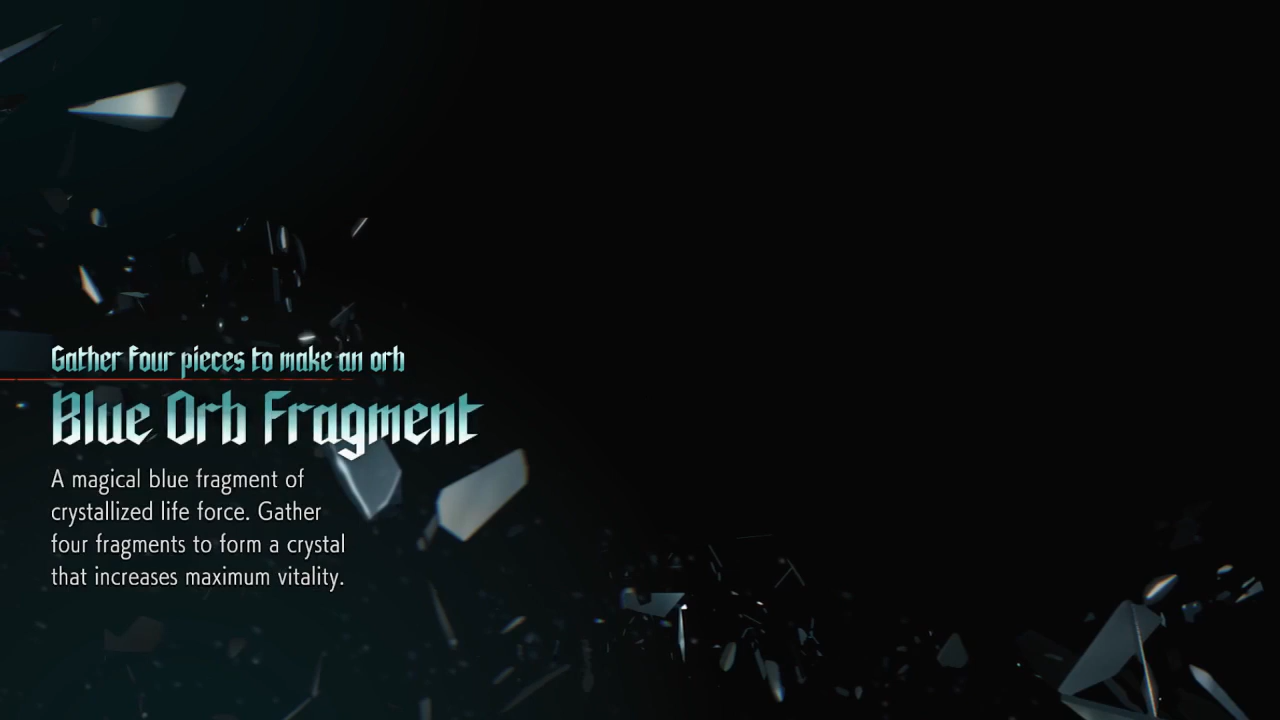 Gather four pieces to make an orb
Blue Orb Fragment
A magical blue fragment of
crystallized life force. Gather
four fragments to form a crystal
that increases maximum vitality.